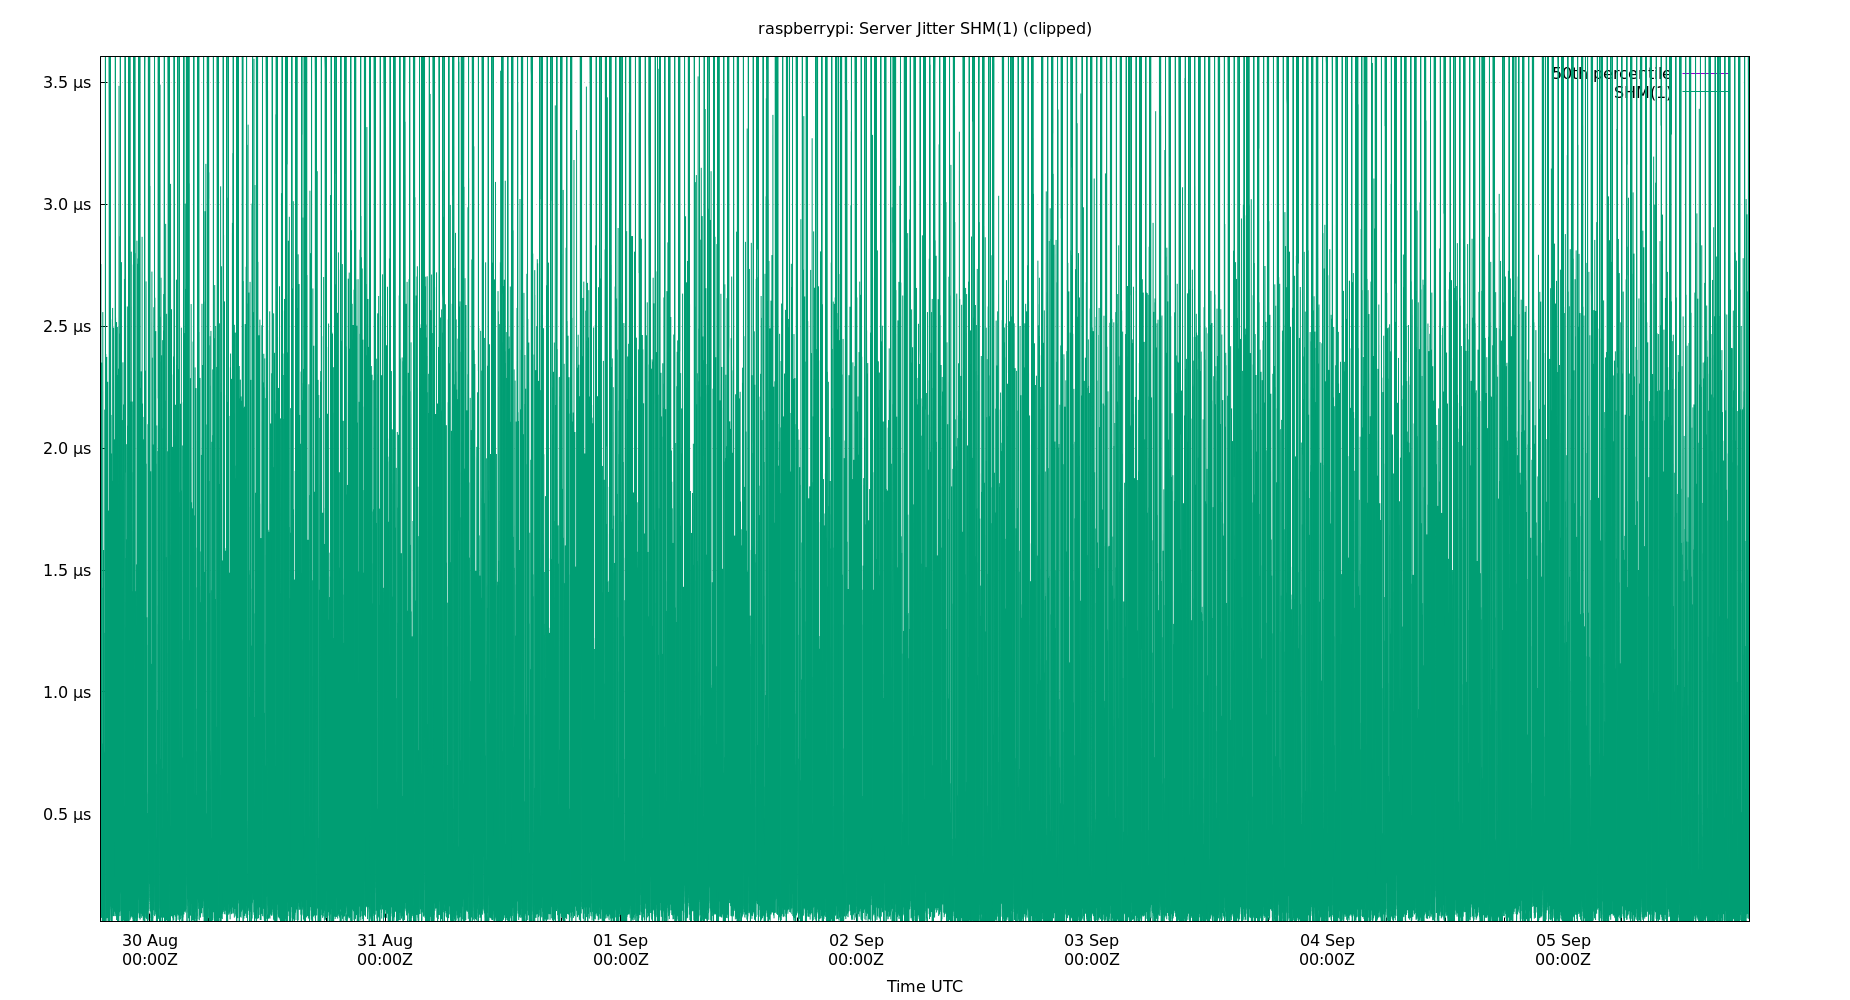 raspberrypi: Server Jitter SHM(1) (clipped)
50th percentile
SHM(1)
3.5 µs
3.0 µs
2.5 µs
2.0 µs
1.5 µs
1.0 µs
0.5 µs
30 Aug 31 Aug 01 Sep 02 Sep 03 Sep 04 Sep 05 Sep
00:00Z 00:00Z 00:00Z 00:00Z 00:00Z 00:00Z 00:00Z
Time UTC